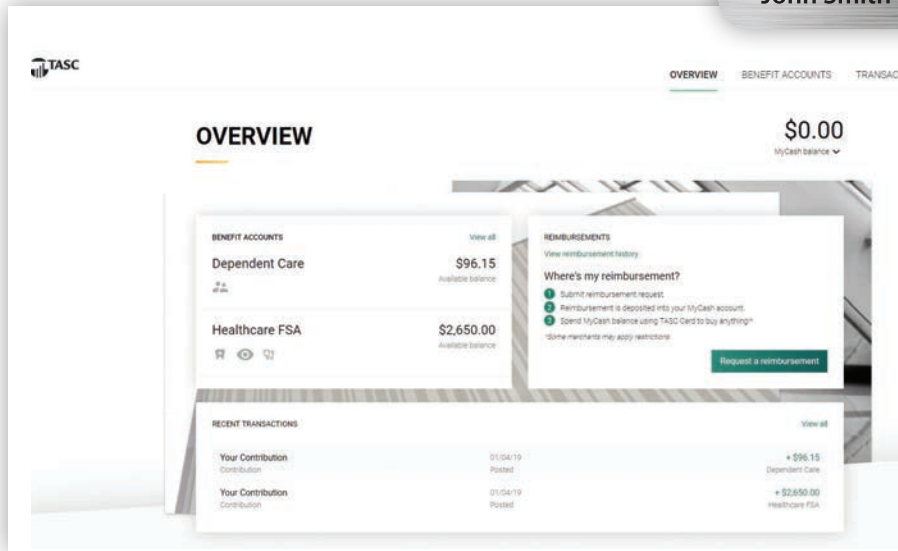 John Smith
TASC
OVERVIEW BENEFIT ACCOUNTS TRANSAC
OVERVIEW
$0.00
MyCash balance
BENEFIT ACCOUNTS View all
Dependent Care $96.15
Available balance
Healthcare FSA $2,650.00
Available balance
REIMBURSEMENTS
View reimbursement history
Where's my reimbursement?
1 Submit reimbursement request.
2 Reimbursement is deposited into your MyCash account.
3 Spend MyCash balance using TASC Card to buy anything!*
*Some merchants may apply restrictions
Request a reimbursement
RECENT TRANSACTIONS View all
Your Contribution 01/04/19 + $96.15
Contribution Posted Dependent Care
Your Contribution 01/04/19 + $2,650.00
Contribution Posted Healthcare FSA